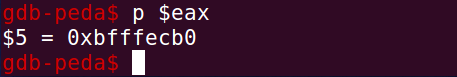 gdb-peda$ p $eax
$5 = 0xbfffecb0
gdb-peda$